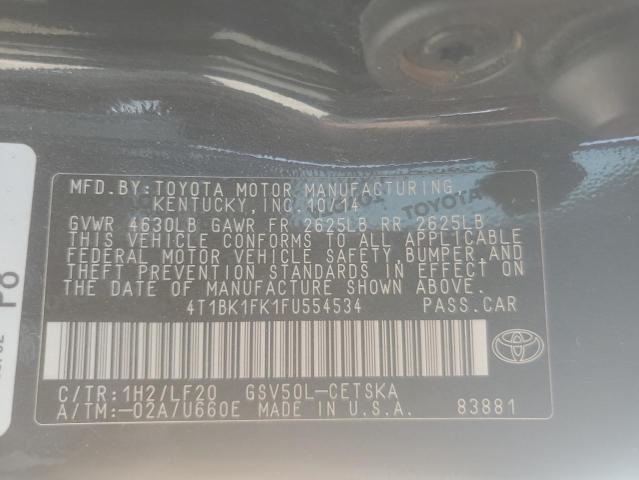 MFD.BY: TOYOTA MOTOR MANUFACTURING,
KENTUCKY, INC. 10/14
GVWR 4630LB GAWR FR 2625LB RR 2625LB
THIS VEHICLE CONFORMS TO ALL APPLICABLE
FEDERAL MOTOR VEHICLE SAFETY, BUMPER, AND
THEFT PREVENTION STANDARDS IN EFFECT ON
THE DATE OF MANUFACTURE SHOWN ABOVE.
4T1BK1FK1FU554534 PASS.CAR
C/TR:1H2/LF20 GSV50L-CETSKA
A/TM:-02A/U660E MADE IN U.S.A. 83881
TOYOTA
P8